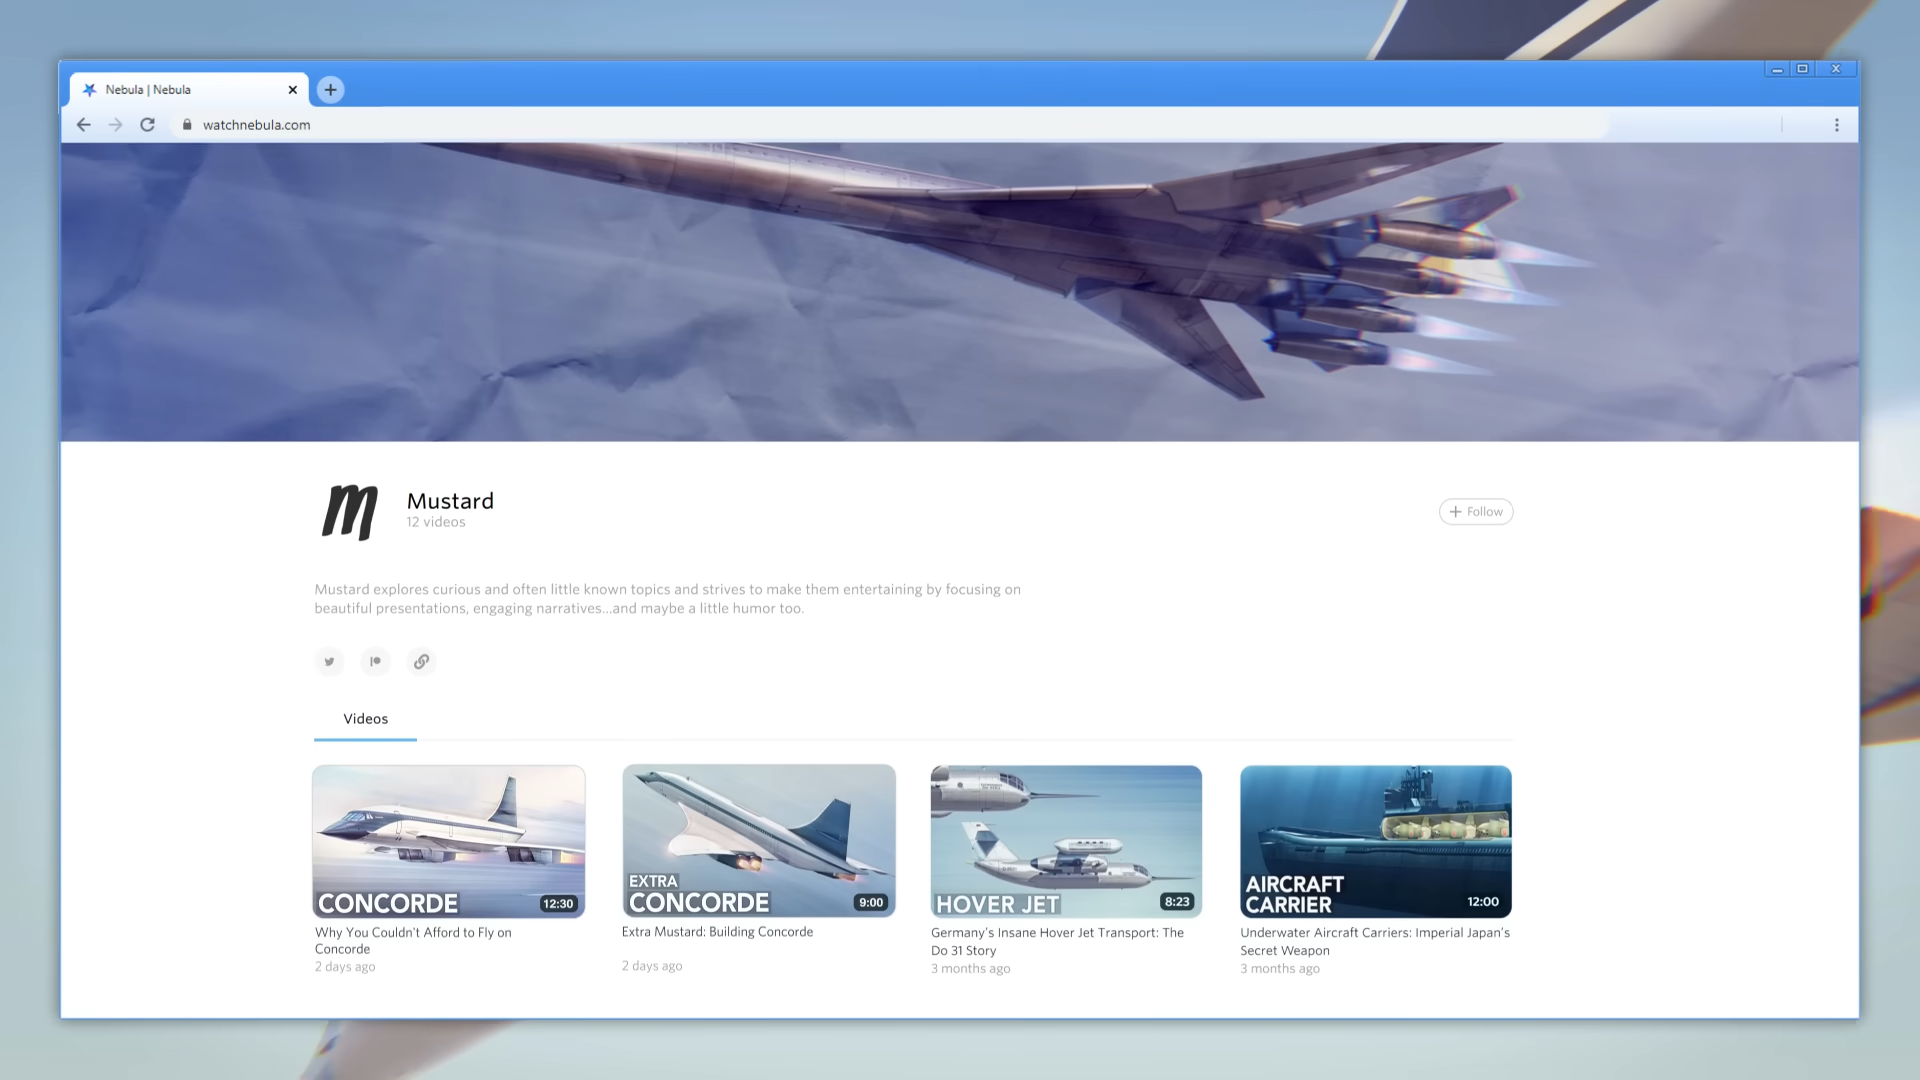 Nebula | Nebula
watchnebula.com
M
Mustard
12 videos
+ Follow
Mustard explores curious and often little known topics and strives to make them entertaining by focusing on
beautiful presentations, engaging narratives...and maybe a little humor too.
Videos
CONCORDE
12:30
EXTRA
CONCORDE
9:00
HOVER JET
8:23
AIRCRAFT
CARRIER
12:00
Why You Couldn't Afford to Fly on
Concorde
2 days ago
Extra Mustard: Building Concorde
2 days ago
Germany's Insane Hover Jet Transport: The
Do 31 Story
3 months ago
Underwater Aircraft Carriers: Imperial Japan's
Secret Weapon
3 months ago